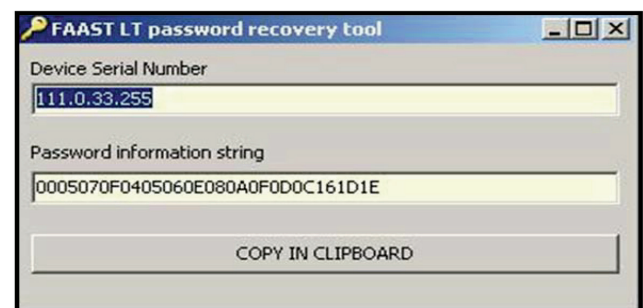 FAAST LT password recovery tool
Device Serial Number
111.0.33.255
Password information string
0005070F0405060E080A0F0D0C161D1E
COPY IN CLIPBOARD